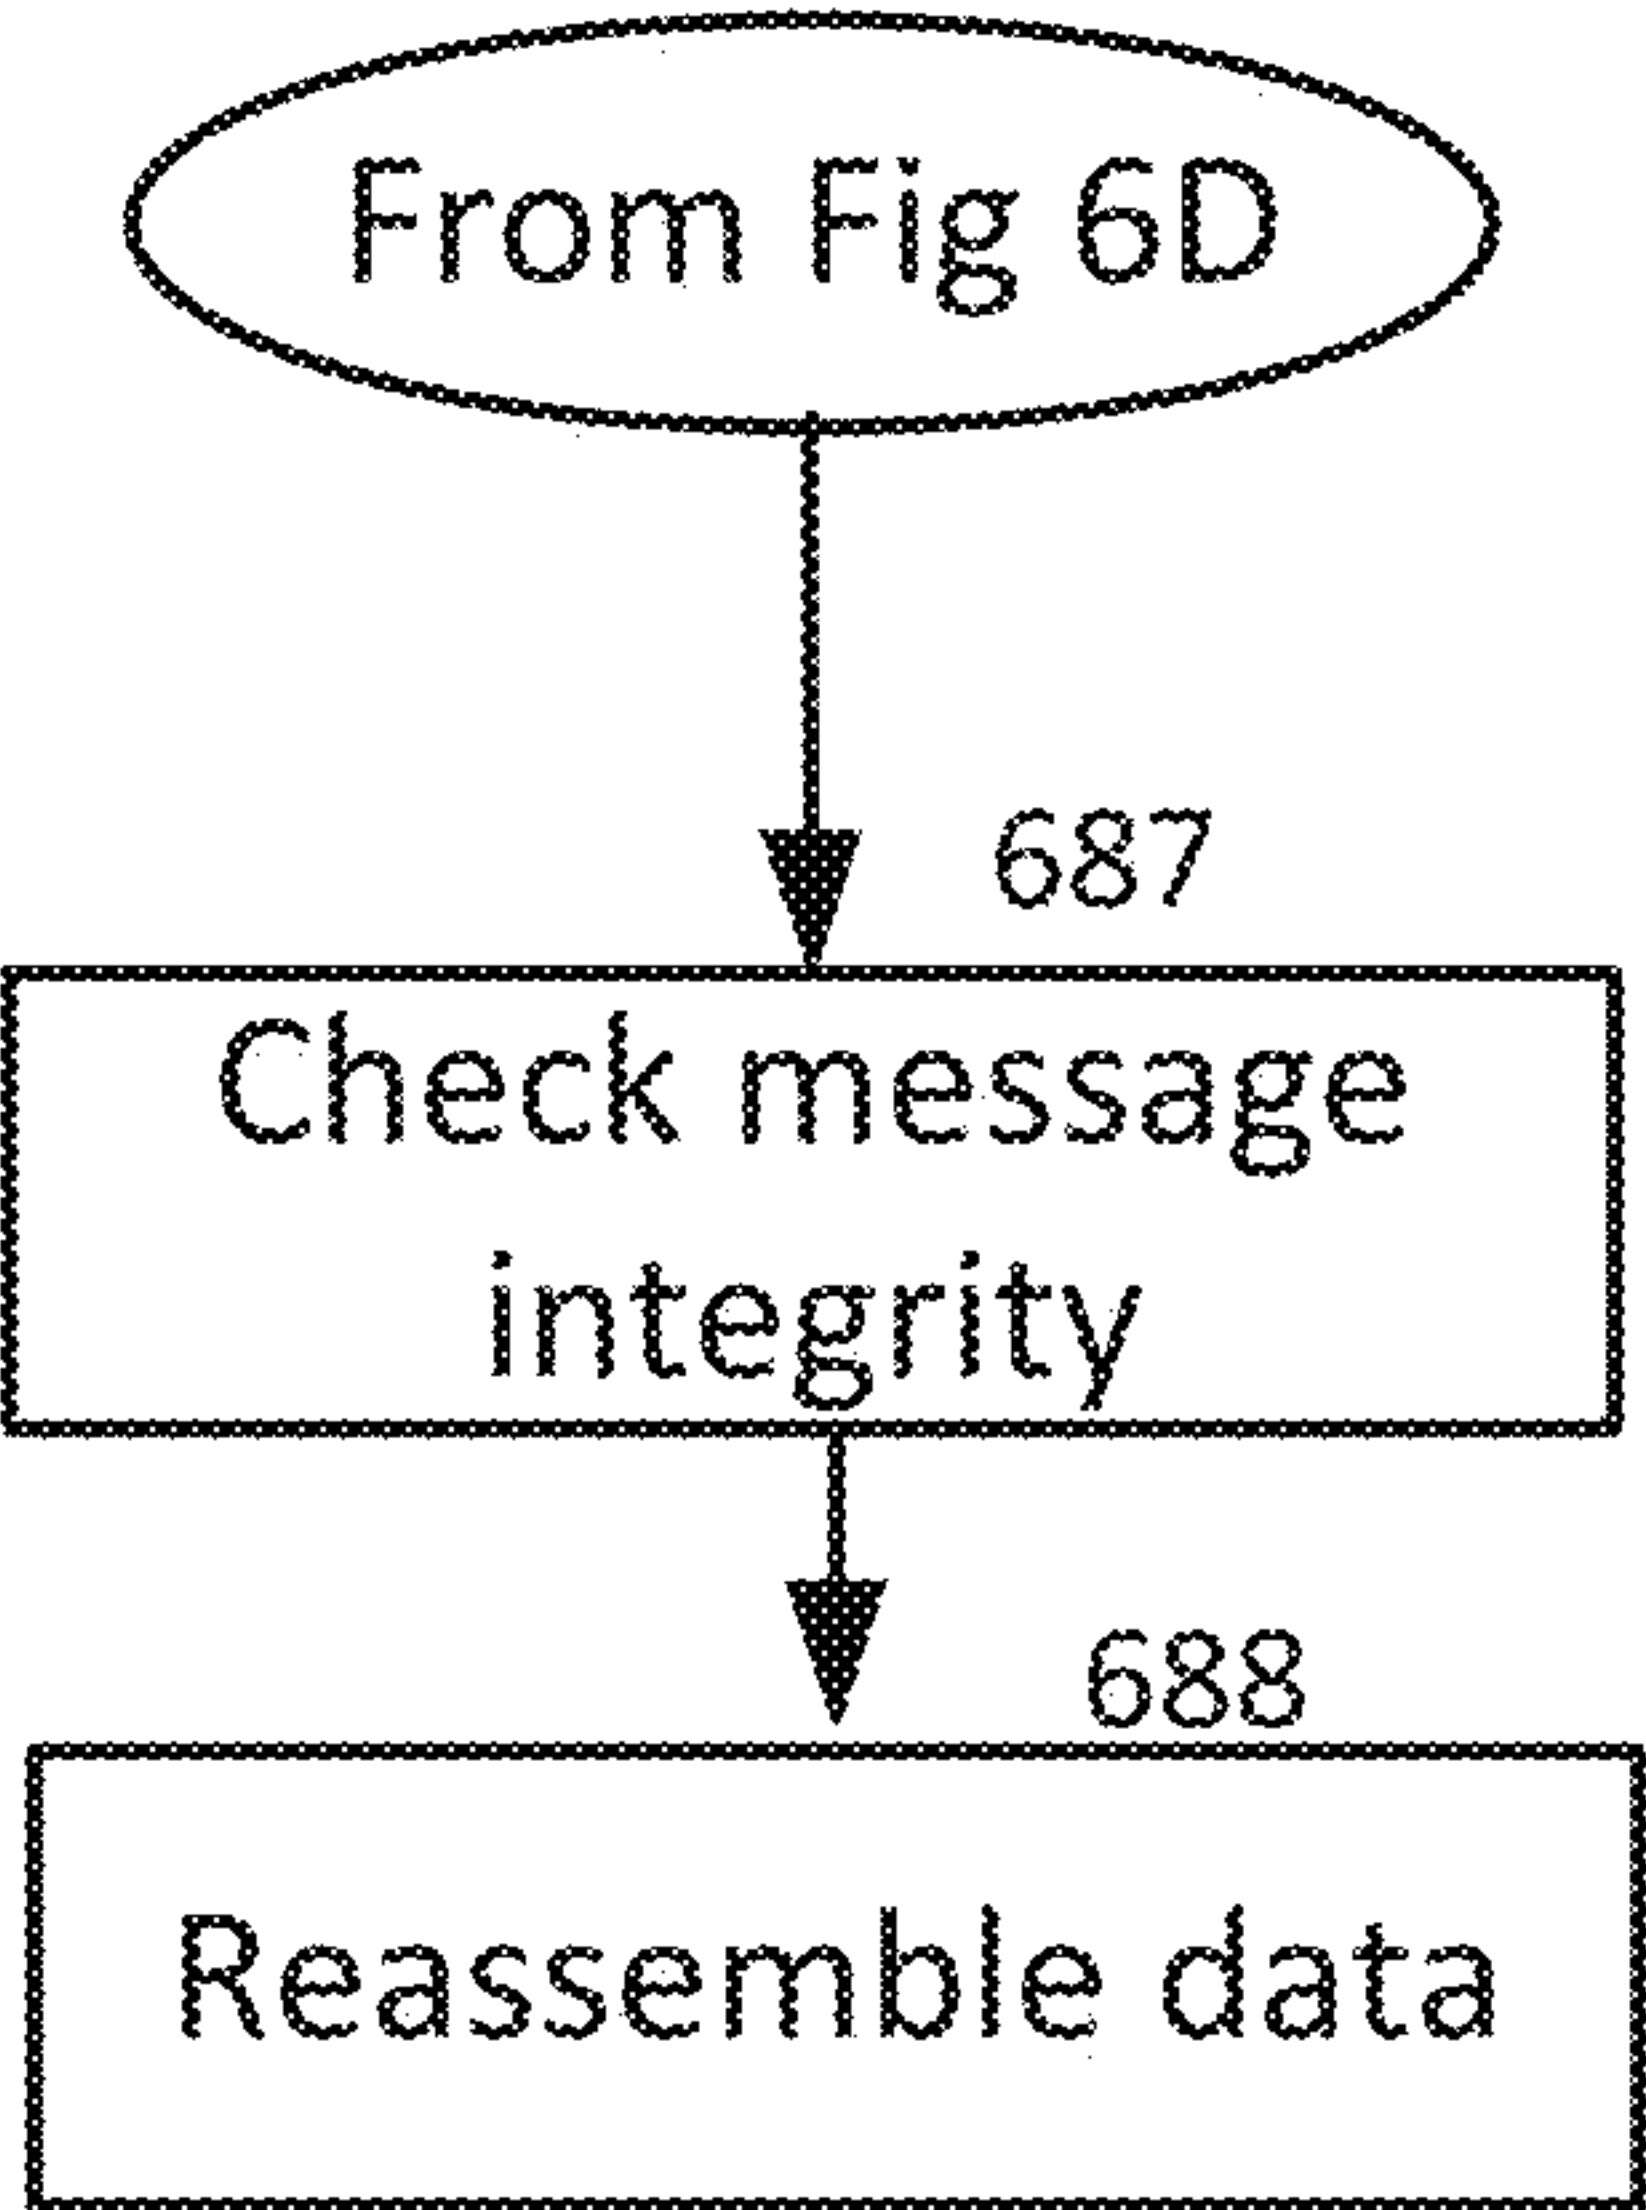 From Fig 6D
687
Check message
integrity
688
Reassemble data